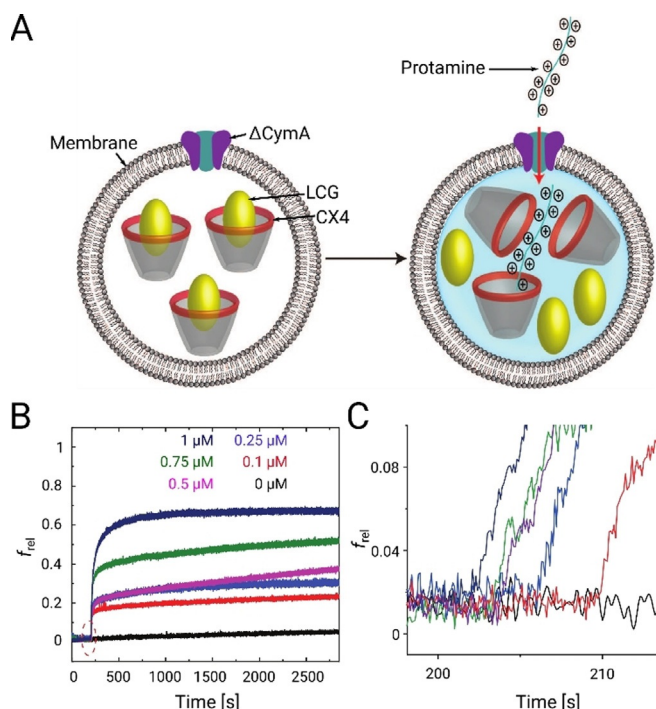 A
Protamine
Membrane
ΔCymA
LCG
CX4
B
C
1 μM 0.25 μM
0.75 μM 0.1 μM
0.5 μM 0 μM
1
0.8
0.6
0.4
0.2
0
f_rel
0 500 1000 1500 2000 2500
Time [s]
0.08
0.04
0
f_rel
200 210
Time [s]